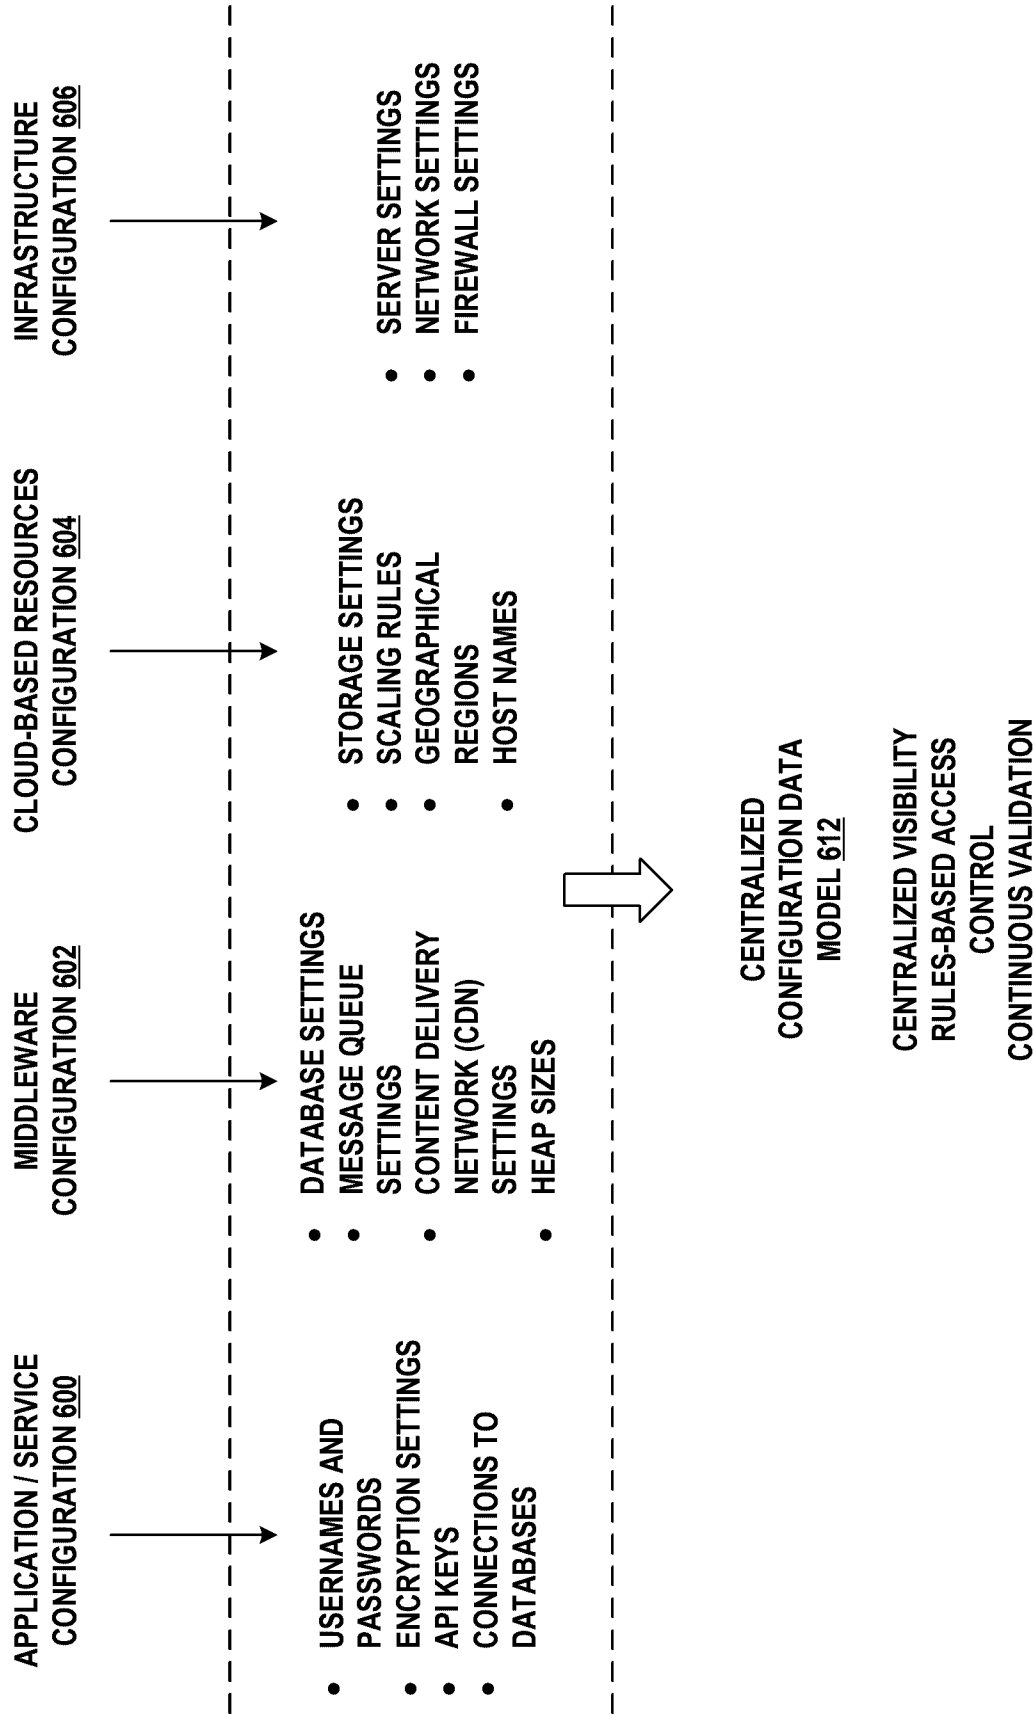 APPLICATION / SERVICE
CONFIGURATION 600
MIDDLEWARE
CONFIGURATION 602
CLOUD-BASED RESOURCES
CONFIGURATION 604
INFRASTRUCTURE
CONFIGURATION 606
• USERNAMES AND
PASSWORDS
• ENCRYPTION SETTINGS
• API KEYS
• CONNECTIONS TO
DATABASES
• DATABASE SETTINGS
• MESSAGE QUEUE
SETTINGS
• CONTENT DELIVERY
NETWORK (CDN)
SETTINGS
• HEAP SIZES
• STORAGE SETTINGS
• SCALING RULES
• GEOGRAPHICAL
REGIONS
• HOST NAMES
• SERVER SETTINGS
• NETWORK SETTINGS
• FIREWALL SETTINGS
CENTRALIZED
CONFIGURATION DATA
MODEL 612
CENTRALIZED VISIBILITY
RULES-BASED ACCESS
CONTROL
CONTINUOUS VALIDATION